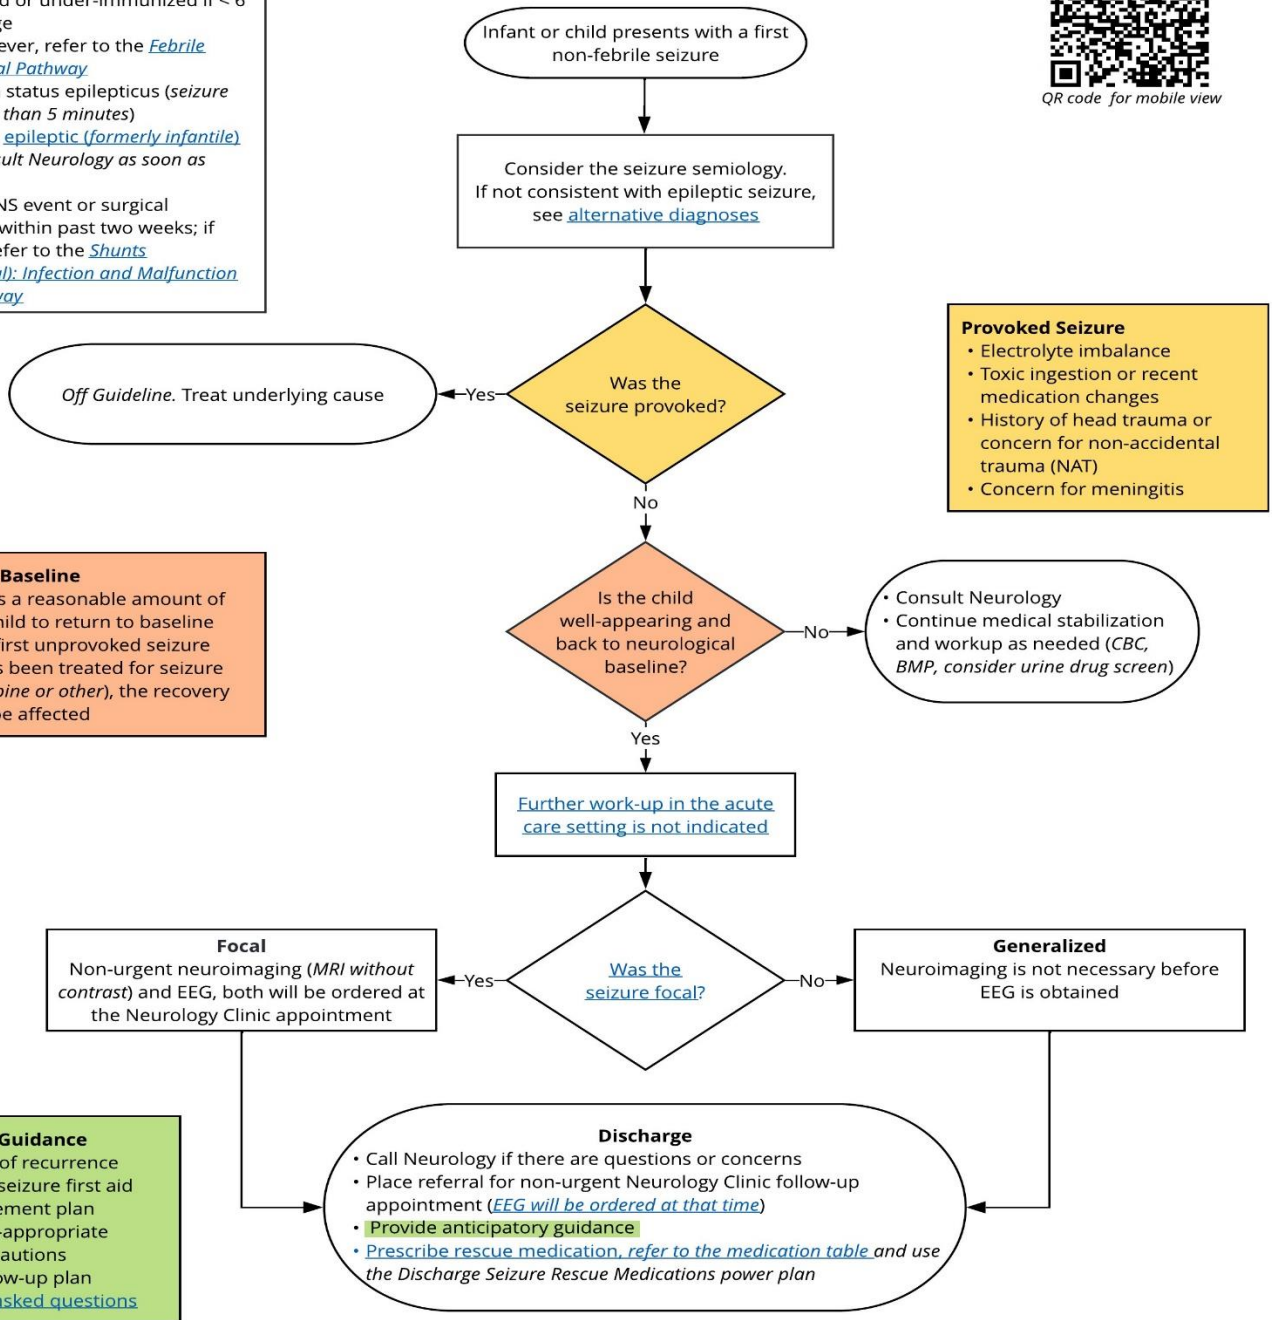 d or under-immunized if < 6
ge
ever, refer to the Febrile
al Pathway
status epilepticus (seizure
than 5 minutes)
epileptic (formerly infantile)
sult Neurology as soon as
NS event or surgical
within past two weeks; if
efer to the Shunts
al): Infection and Malfunction
way
Infant or child presents with a first
non-febrile seizure
QR code for mobile view
Consider the seizure semiology.
If not consistent with epileptic seizure,
see alternative diagnoses
Off Guideline. Treat underlying cause
Yes
Was the
seizure provoked?
Provoked Seizure
• Electrolyte imbalance
• Toxic ingestion or recent
medication changes
• History of head trauma or
concern for non-accidental
trauma (NAT)
• Concern for meningitis
No
Baseline
s a reasonable amount of
hild to return to baseline
first unprovoked seizure
s been treated for seizure
pine or other), the recovery
be affected
Is the child
well-appearing and
back to neurological
baseline?
No
• Consult Neurology
• Continue medical stabilization
and workup as needed (CBC,
BMP, consider urine drug screen)
Yes
Further work-up in the acute
care setting is not indicated
Focal
Non-urgent neuroimaging (MRI without
contrast) and EEG, both will be ordered at
the Neurology Clinic appointment
Yes
Was the
seizure focal?
No
Generalized
Neuroimaging is not necessary before
EEG is obtained
Guidance
of recurrence
seizure first aid
ement plan
-appropriate
autions
ow-up plan
asked questions
Discharge
• Call Neurology if there are questions or concerns
• Place referral for non-urgent Neurology Clinic follow-up
appointment (EEG will be ordered at that time)
• Provide anticipatory guidance
• Prescribe rescue medication, refer to the medication table and use
the Discharge Seizure Rescue Medications power plan